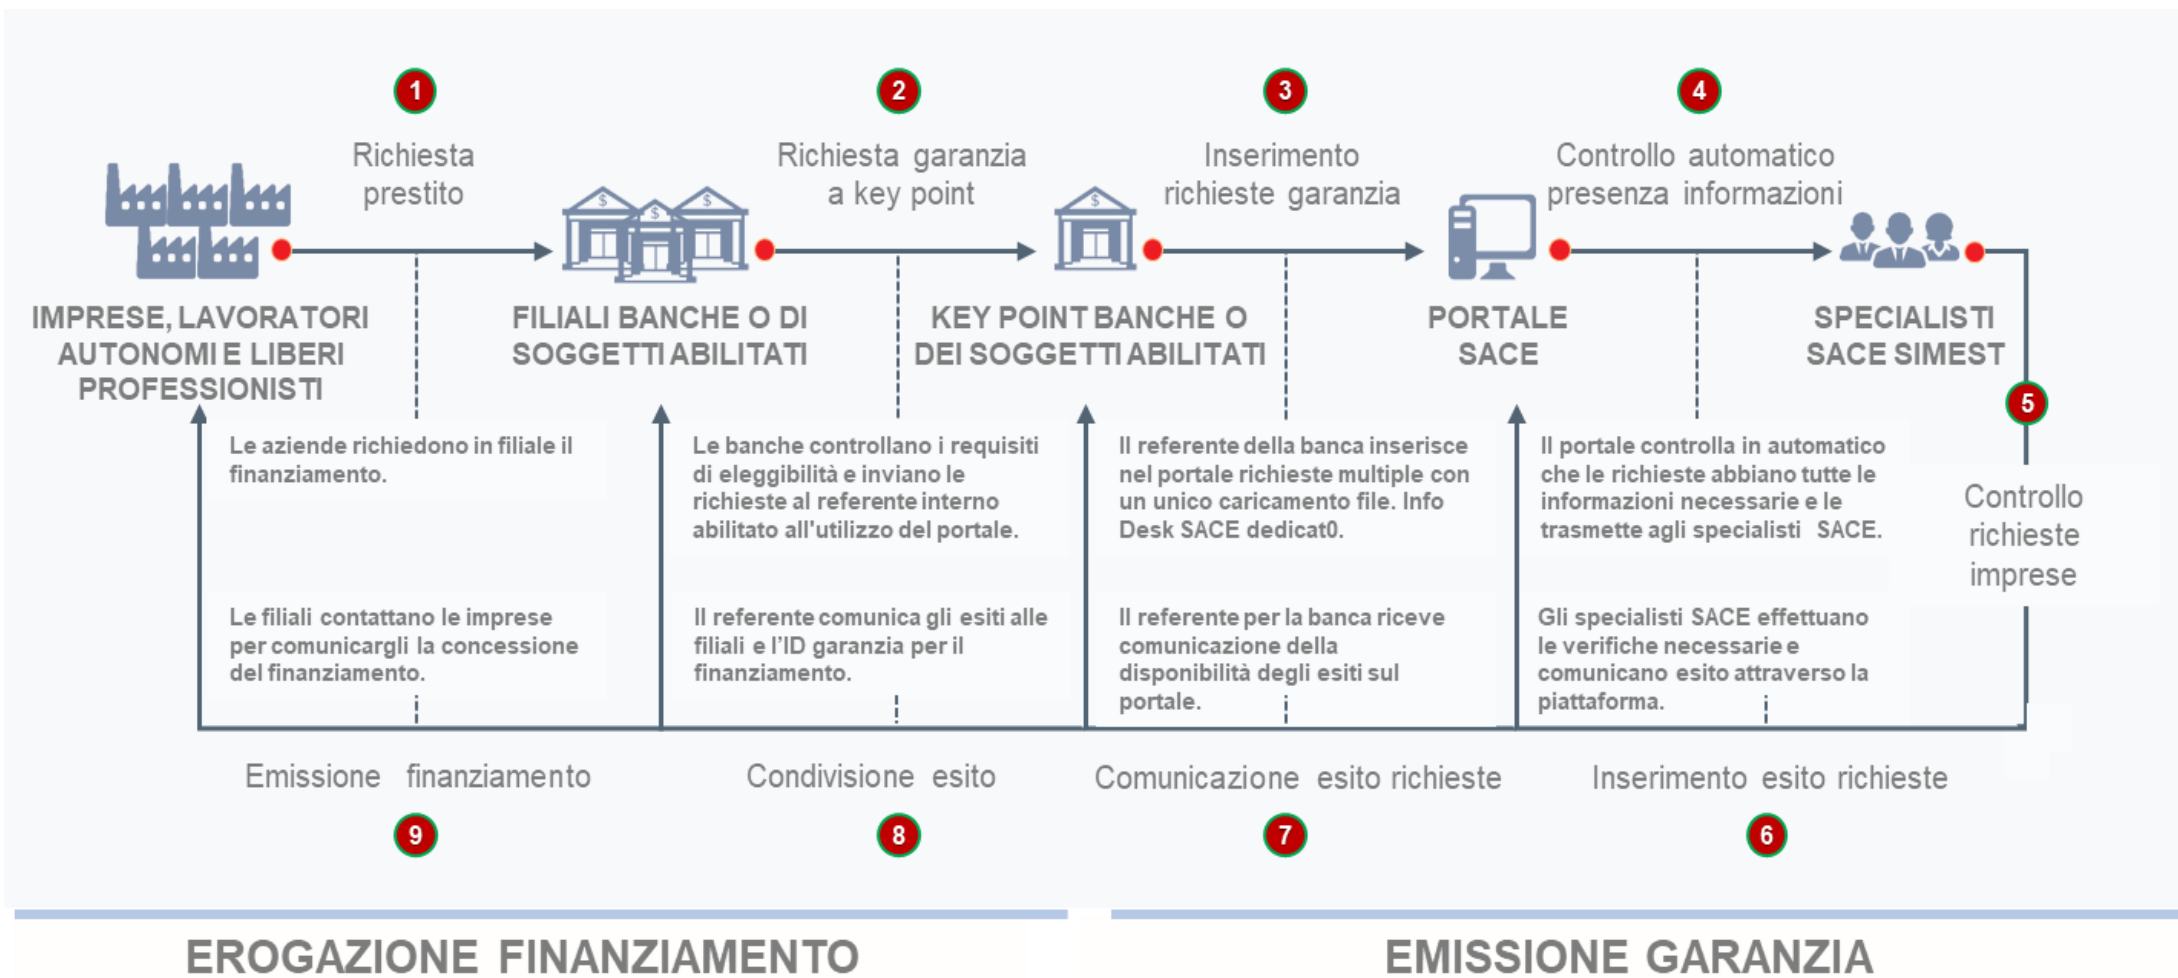 1
Richiesta
prestito
2
Richiesta garanzia
a key point
3
Inserimento
richieste garanzia
4
Controllo automatico
presenza informazioni
$
$
$
$
IMPRESE, LAVORATORI
AUTONOMI E LIBERI
PROFESSIONISTI
FILIALI BANCHE O DI
SOGGETTI ABILITATI
KEY POINT BANCHE O
DEI SOGGETTI ABILITATI
PORTALE
SACE
SPECIALISTI
SACE SIMEST
5
Controllo
richieste
imprese
Le aziende richiedono in filiale il
finanziamento.
Le banche controllano i requisiti
di eleggibilità e inviano le
richieste al referente interno
abilitato all'utilizzo del portale.
Il referente della banca inserisce
nel portale richieste multiple con
un unico caricamento file. Info
Desk SACE dedicat0.
Il portale controlla in automatico
che le richieste abbiano tutte le
informazioni necessarie e le
trasmette agli specialisti SACE.
Le filiali contattano le imprese
per comunicargli la concessione
del finanziamento.
Il referente comunica gli esiti alle
filiali e l’ID garanzia per il
finanziamento.
Il referente per la banca riceve
comunicazione della
disponibilità degli esiti sul
portale.
Gli specialisti SACE effettuano
le verifiche necessarie e
comunicano esito attraverso la
piattaforma.
Emissione finanziamento
9
Condivisione esito
8
Comunicazione esito richieste
7
Inserimento esito richieste
6
EROGAZIONE FINANZIAMENTO
EMISSIONE GARANZIA